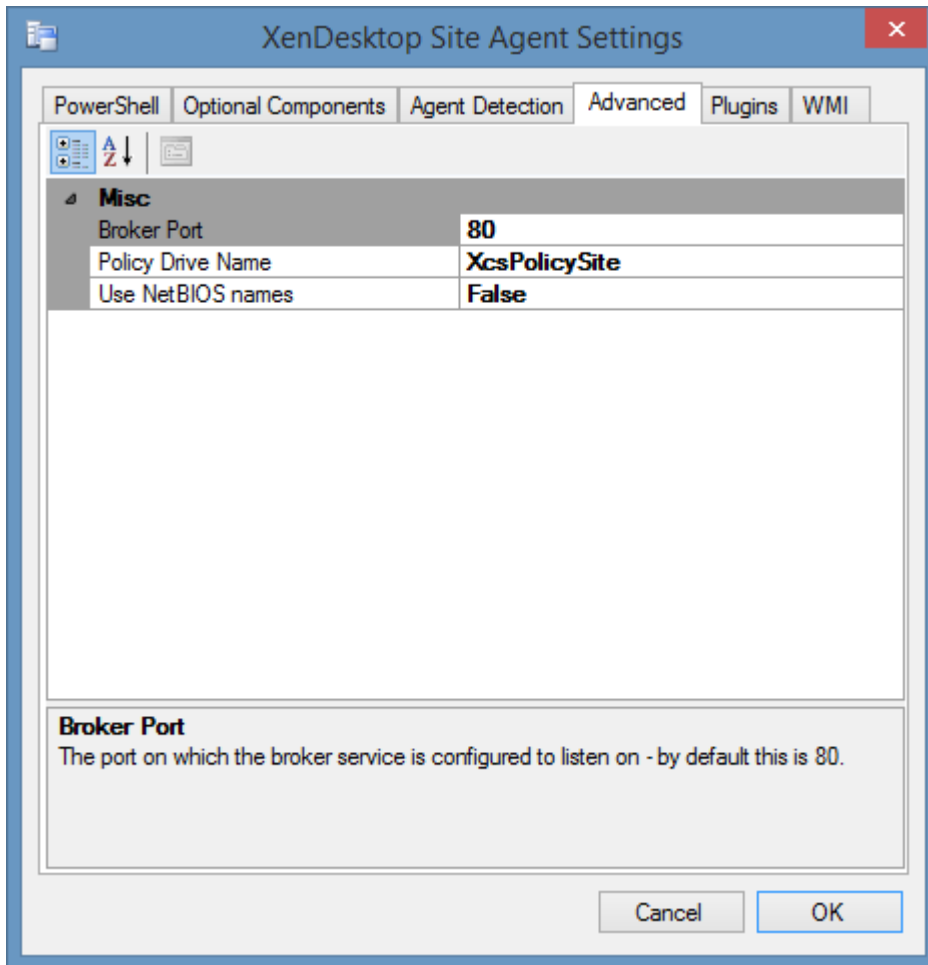 XenDesktop Site Agent Settings
PowerShell Optional Components Agent Detection Advanced Plugins WMI
Misc
Broker Port 80
Policy Drive Name XcsPolicySite
Use NetBIOS names False
Broker Port
The port on which the broker service is configured to listen on - by default this is 80.
Cancel OK